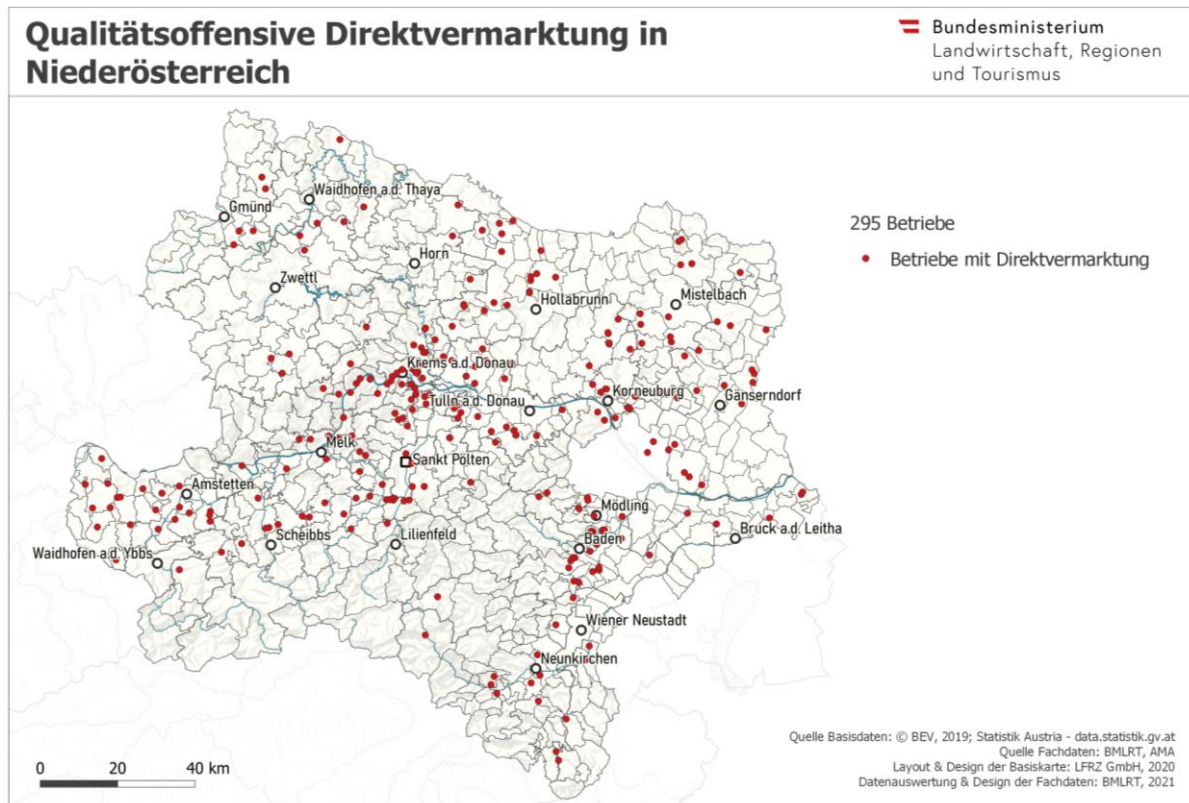 Qualitätsoffensive Direktvermarktung in
Niederösterreich
Bundesministerium
Landwirtschaft, Regionen
und Tourismus
Waidhofen a.d. Thaya
Gmünd
Horn
Zwettl
Hollabrunn
Mistelbach
Krems a.d. Donau
Korneuburg
Tulln a.d. Donau
Gänserndorf
Melk
Sankt Pölten
Amstetten
Mödling
Bruck a.d. Leitha
Scheibbs
Lilienfeld
Baden
Waidhofen a.d. Ybbs
Wiener Neustadt
Neunkirchen
295 Betriebe
Betriebe mit Direktvermarktung
0 20 40 km
Quelle Basisdaten: © BEV, 2019; Statistik Austria - data.statistik.gv.at
Quelle Fachdaten: BMLRT, AMA
Layout & Design der Basiskarte: LFRZ GmbH, 2020
Datenauswertung & Design der Fachdaten: BMLRT, 2021